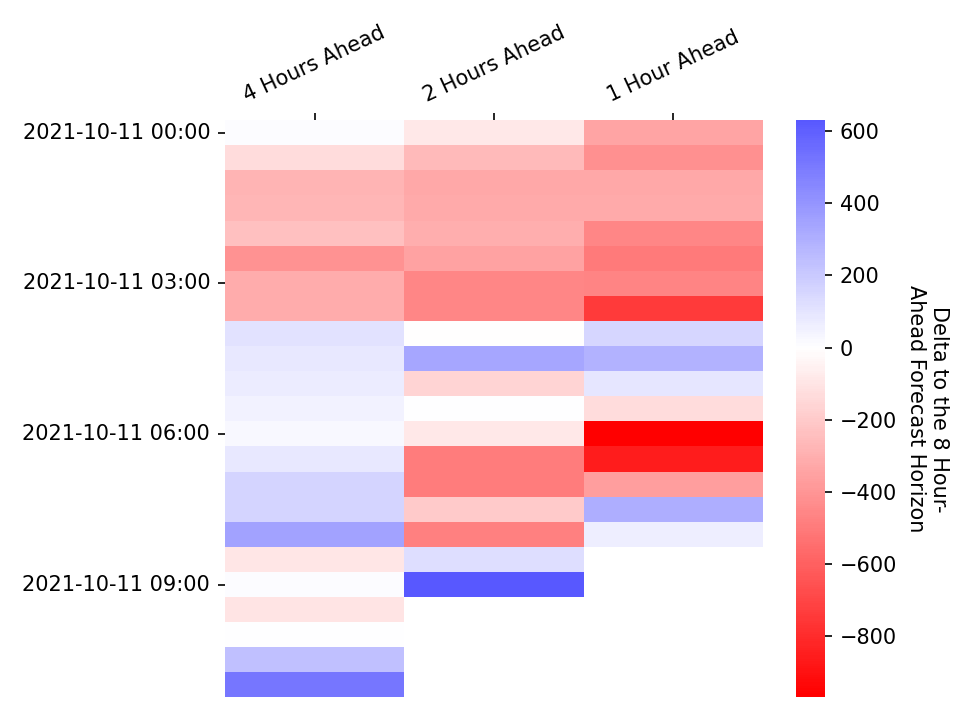 4 Hours Ahead
2 Hours Ahead
1 Hour Ahead
2021-10-11 00:00
2021-10-11 03:00
2021-10-11 06:00
2021-10-11 09:00
600
400
200
0
−200
−400
−600
−800
Delta to the 8 Hour-
Ahead Forecast Horizon